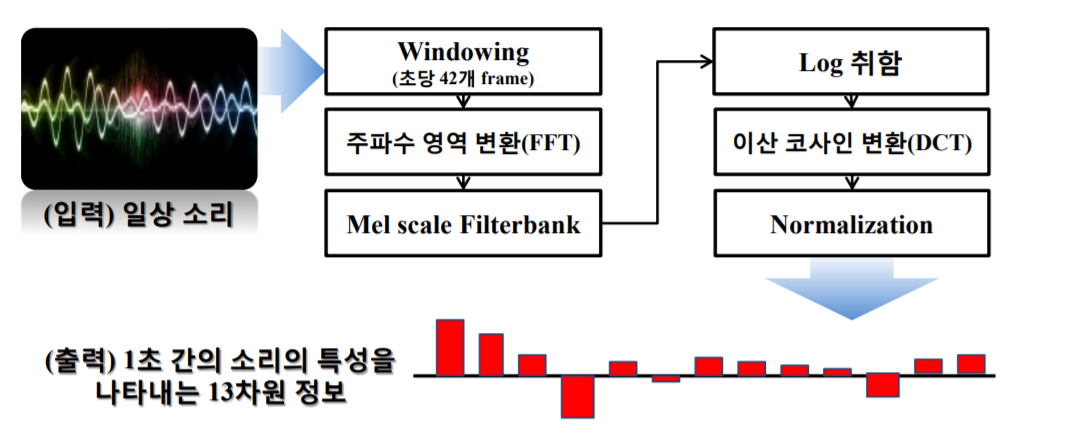 (입력) 일상 소리
Windowing
(초당 42개 frame)
주파수 영역 변환(FFT)
Mel scale Filterbank
Log 취함
이산 코사인 변환(DCT)
Normalization
(출력) 1초 간의 소리의 특성을
나타내는 13차원 정보